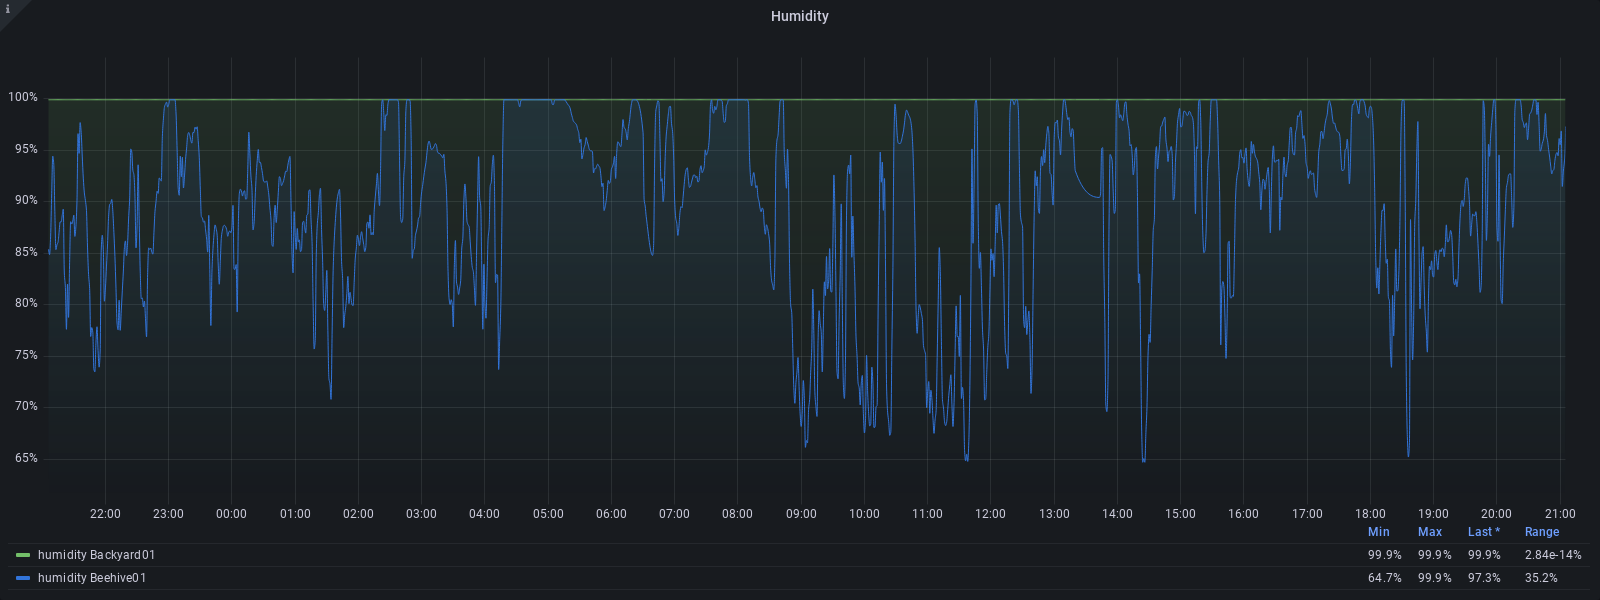 i
Humidity
100%
95%
90%
85%
80%
75%
70%
65%
22:00 23:00 00:00 01:00 02:00 03:00 04:00 05:00 06:00 07:00 08:00 09:00 10:00 11:00 12:00 13:00 14:00 15:00 16:00 17:00 18:00 19:00 20:00 21:00
Min Max Last * Range
humidity Backyard01 99.9% 99.9% 99.9% 2.84e-14%
humidity Beehive01 64.7% 99.9% 97.3% 35.2%